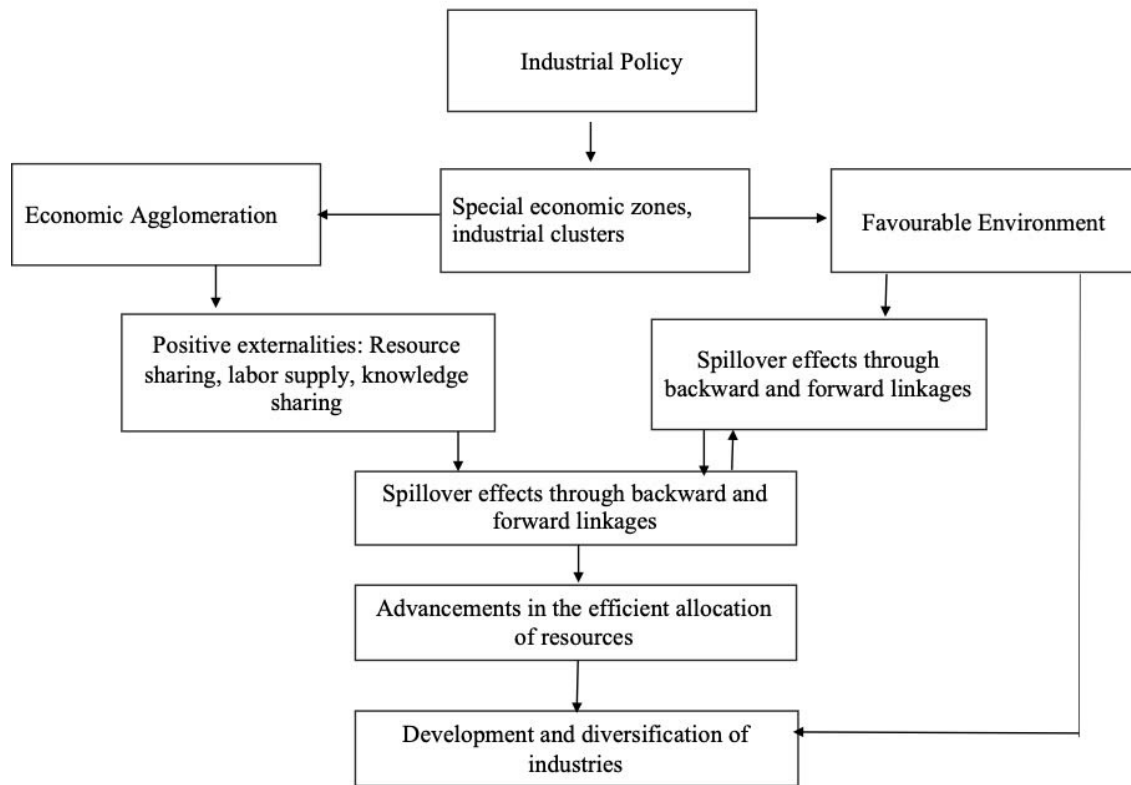 Industrial Policy
Economic Agglomeration
Special economic zones,
industrial clusters
Favourable Environment
Positive externalities: Resource
sharing, labor supply, knowledge
sharing
Spillover effects through
backward and forward linkages
Spillover effects through backward and
forward linkages
Advancements in the efficient allocation
of resources
Development and diversification of
industries